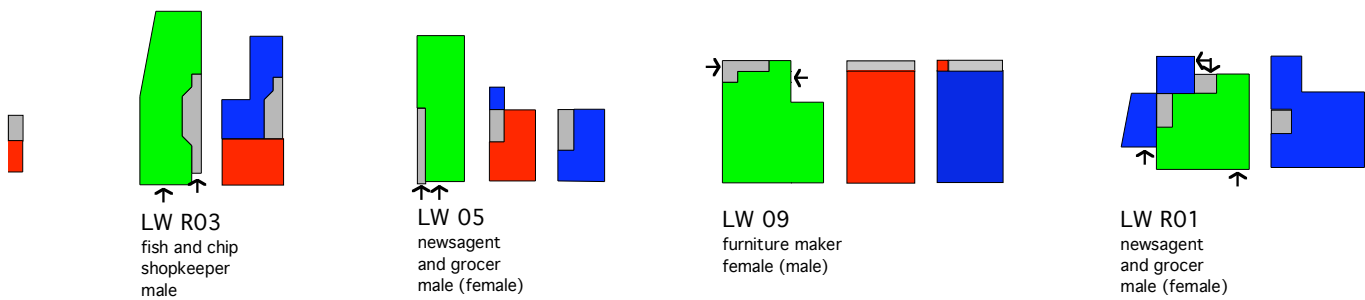 LW R03
fish and chip
shopkeeper
male
LW 05
newsagent
and grocer
male (female)
LW 09
furniture maker
female (male)
LW R01
newsagent
and grocer
male (female)